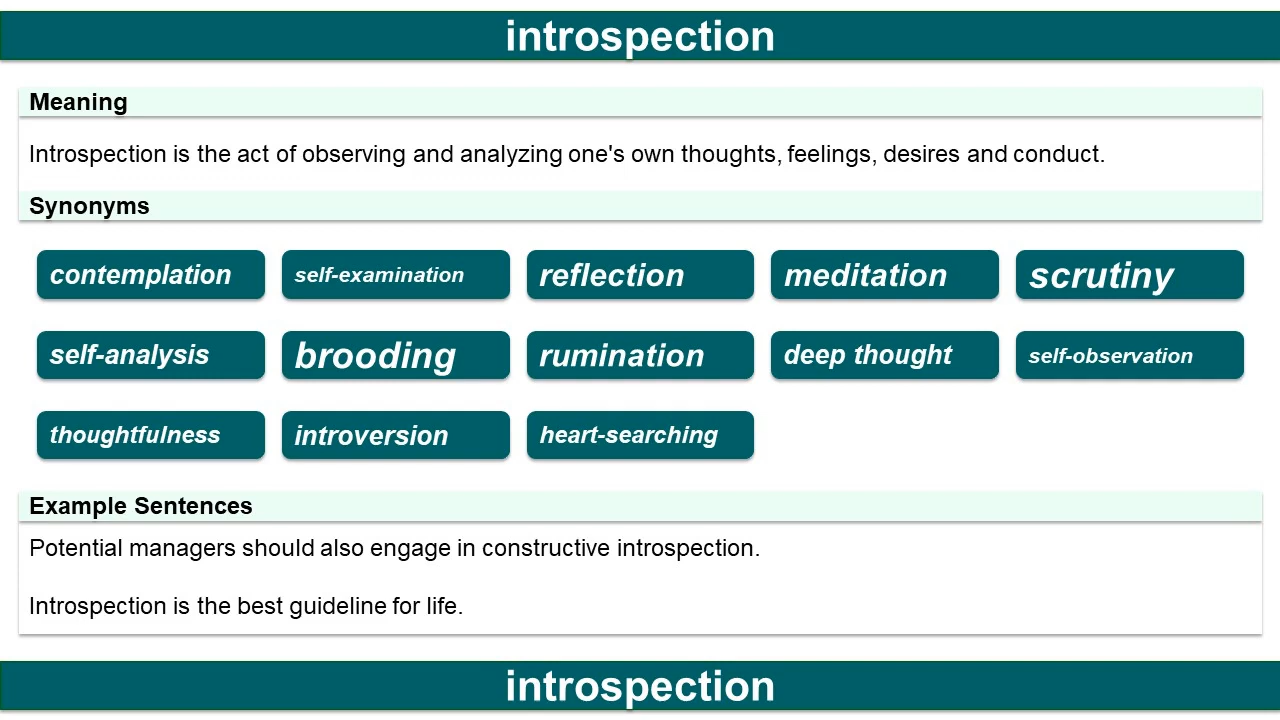 introspection
Meaning
Introspection is the act of observing and analyzing one's own thoughts, feelings, desires and conduct.
Synonyms
contemplation self-examination reflection meditation scrutiny
self-analysis brooding rumination deep thought self-observation
thoughtfulness introversion heart-searching
Example Sentences
Potential managers should also engage in constructive introspection.
Introspection is the best guideline for life.
introspection